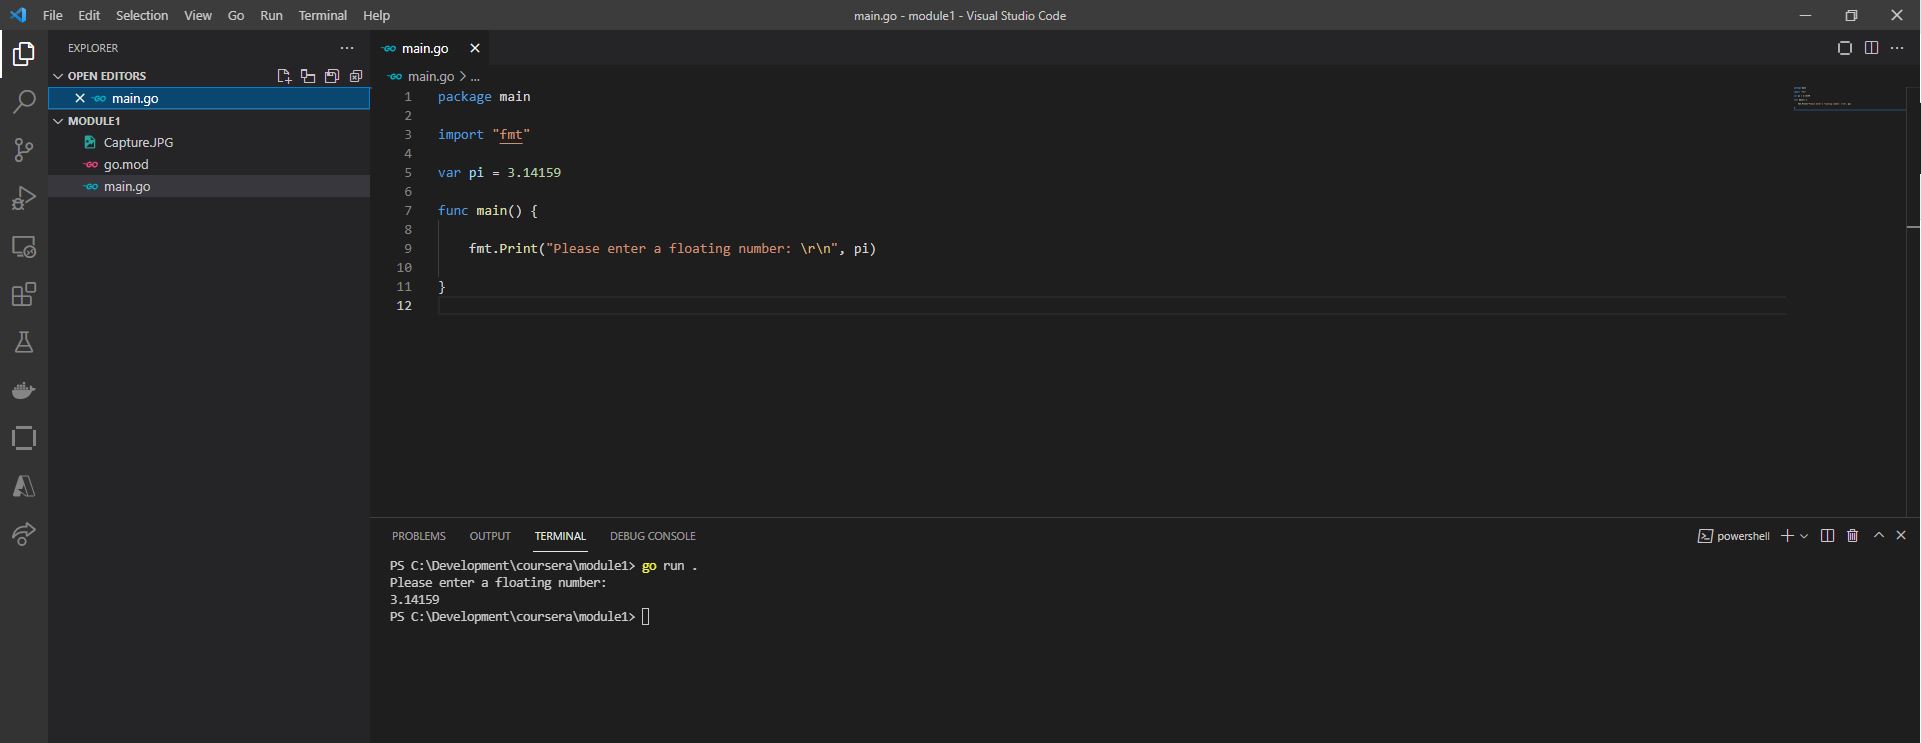 File Edit Selection View Go Run Terminal Help
main.go - module1 - Visual Studio Code
EXPLORER
OPEN EDITORS
main.go
MODULE1
Capture.JPG
go.mod
main.go
main.go
main.go > ...
1 package main
2
3 import "fmt"
4
5 var pi = 3.14159
6
7 func main() {
8
9 fmt.Print("Please enter a floating number: \r\n", pi)
10
11 }
12
PROBLEMS OUTPUT TERMINAL DEBUG CONSOLE
powershell
PS C:\Development\coursera\module1> go run .
Please enter a floating number:
3.14159
PS C:\Development\coursera\module1>